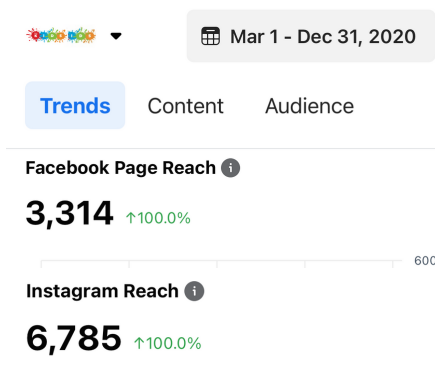 Mar 1 - Dec 31, 2020
Trends Content Audience
Facebook Page Reach
3,314 ↑100.0%
600
Instagram Reach
6,785 ↑100.0%